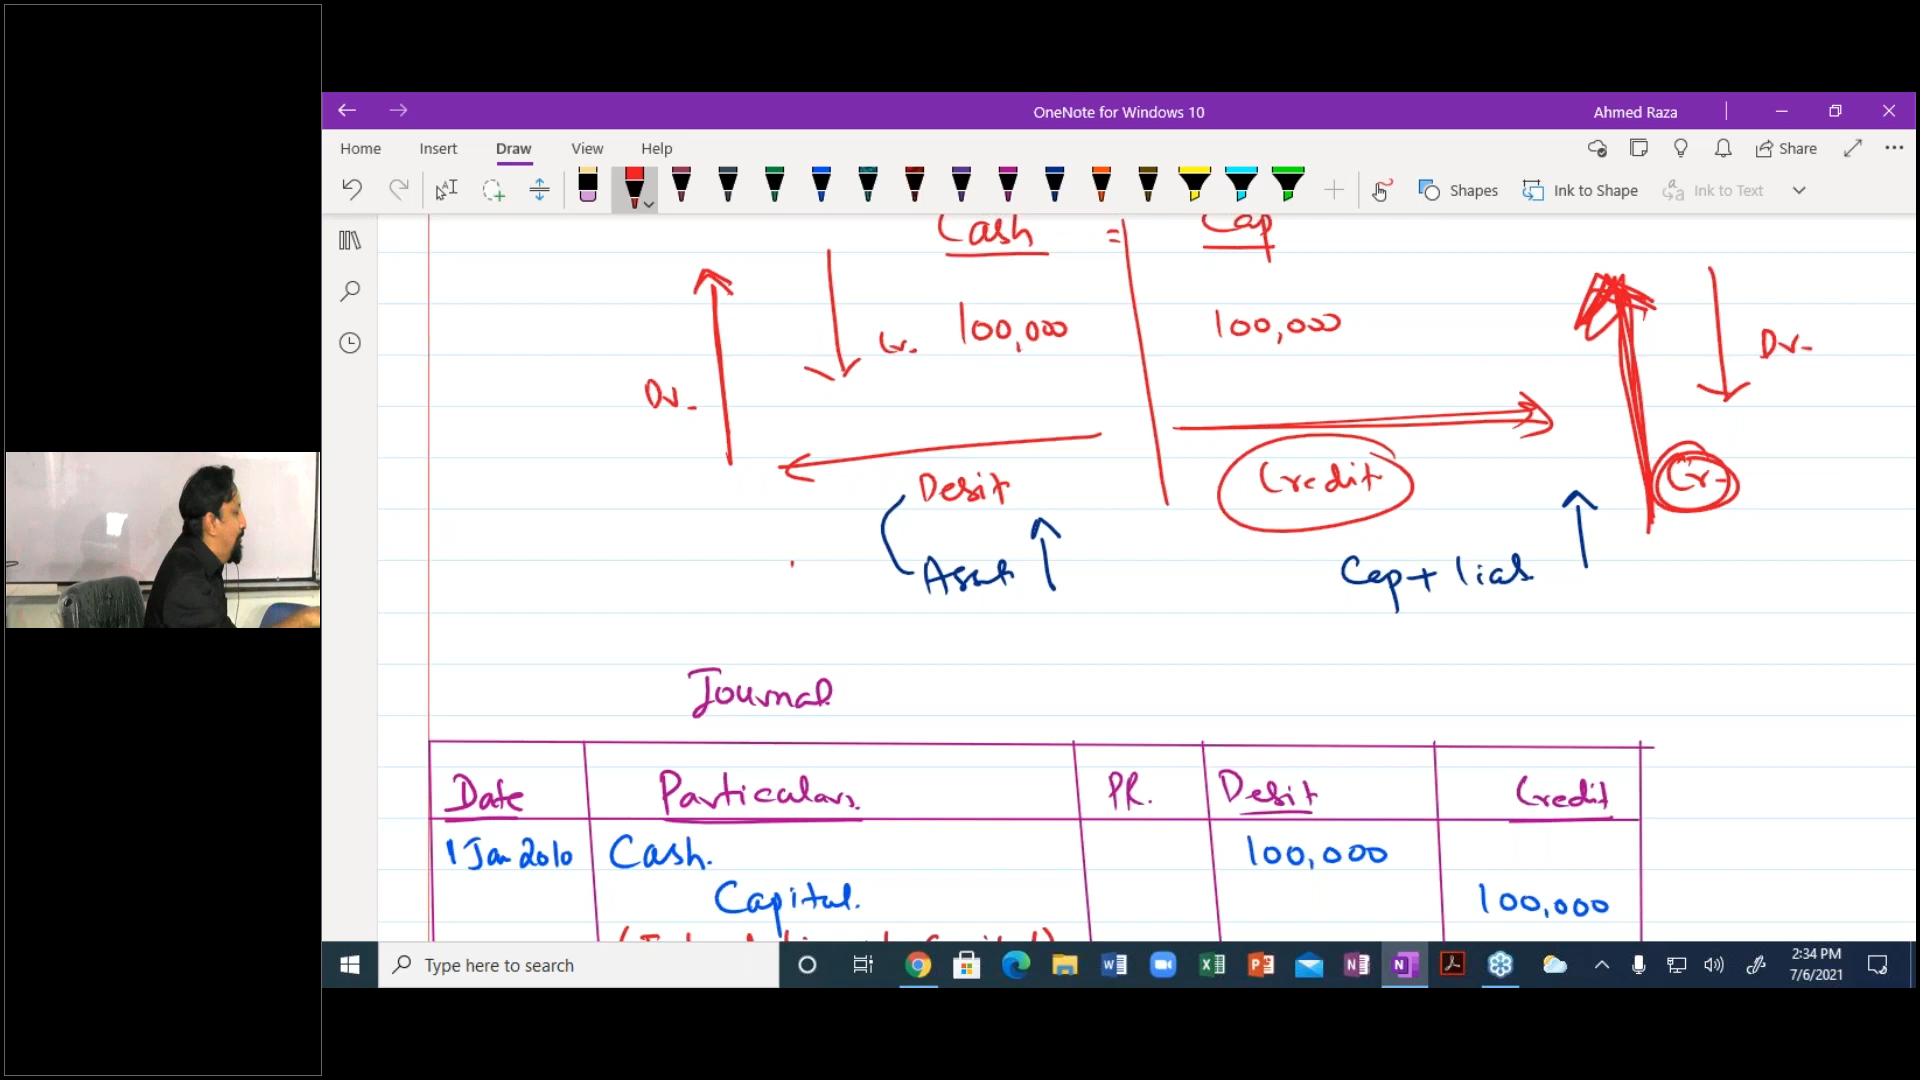 OneNote for Windows 10
Ahmed Raza
Home Insert Draw View Help
Share
Shapes Ink to Shape Ink to Text
Cash = Cap
100,000 100,000
Cr.
Dr.
Dr.
Debit Credit Cr.
Asset Cap + liab
Journal
Date Particulars. PR. Debit Credit
1 Jan 2010 Cash. 100,000
Capital. 100,000
Type here to search
2:34 PM
7/6/2021